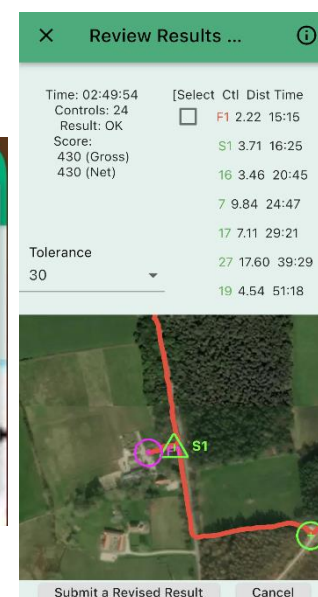 Review Results ...
Time: 02:49:54
Controls: 24
Result: OK
Score:
430 (Gross)
430 (Net)
Tolerance
30
[Select Ctl Dist Time
F1 2.22 15:15
S1 3.71 16:25
16 3.46 20:45
7 9.84 24:47
17 7.11 29:21
27 17.60 39:29
19 4.54 51:18
F1
S1
Submit a Revised Result
Cancel